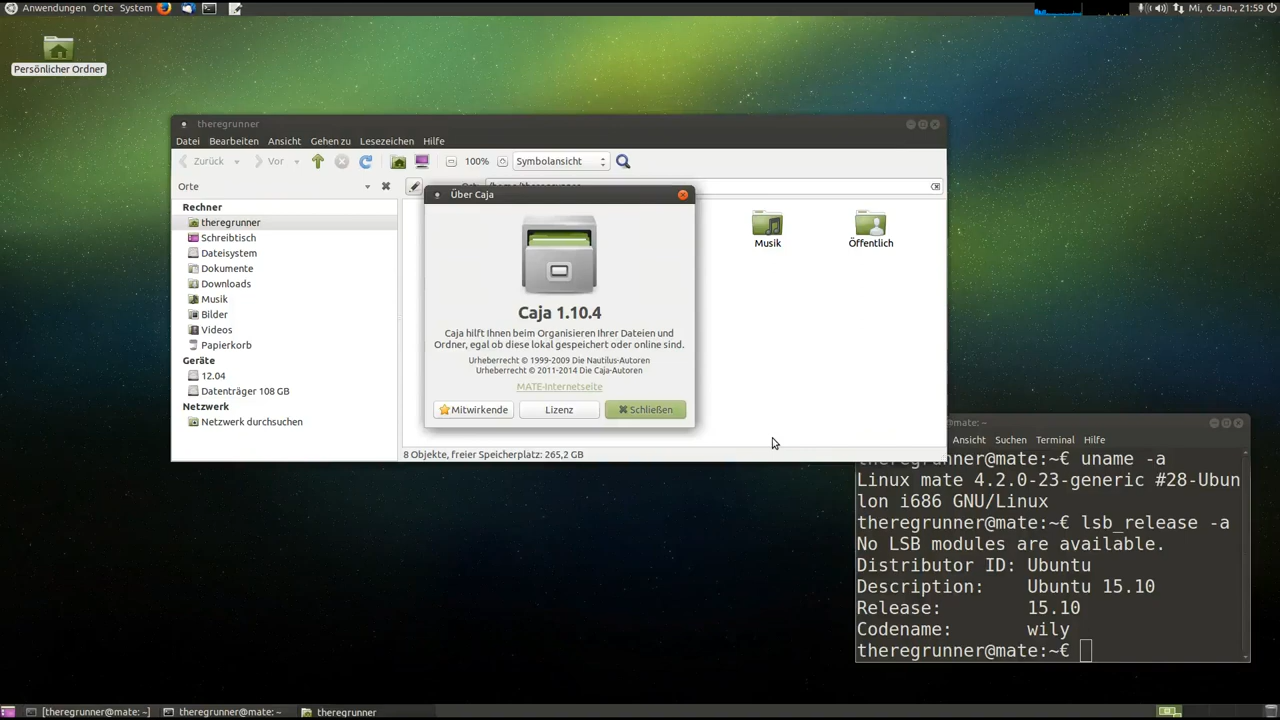 Anwendungen Orte System
Mi, 6. Jan., 21:59
Persönlicher Ordner
theregrunner
Datei Bearbeiten Ansicht Gehen zu Lesezeichen Hilfe
Zurück Vor 100% Symbolansicht
Orte
Rechner
theregrunner
Schreibtisch
Dateisystem
Dokumente
Downloads
Musik
Bilder
Videos
Papierkorb
Geräte
12.04
Datenträger 108 GB
Netzwerk
Netzwerk durchsuchen
Musik
Öffentlich
8 Objekte, freier Speicherplatz: 265,2 GB
Über Caja
Caja 1.10.4
Caja hilft Ihnen beim Organisieren Ihrer Dateien und
Ordner, egal ob diese lokal gespeichert oder online sind.
Urheberrecht © 1999-2009 Die Nautilus-Autoren
Urheberrecht © 2011-2014 Die Caja-Autoren
MATE-Internetseite
Mitwirkende Lizenz Schließen
@mate: ~
Ansicht Suchen Terminal Hilfe
theregrunner@mate:~€ uname -a
Linux mate 4.2.0-23-generic #28-Ubun
lon i686 GNU/Linux
theregrunner@mate:~€ lsb_release -a
No LSB modules are available.
Distributor ID: Ubuntu
Description: Ubuntu 15.10
Release: 15.10
Codename: wily
theregrunner@mate:~€
[theregrunner@mate: ~] theregrunner@mate: ~ theregrunner